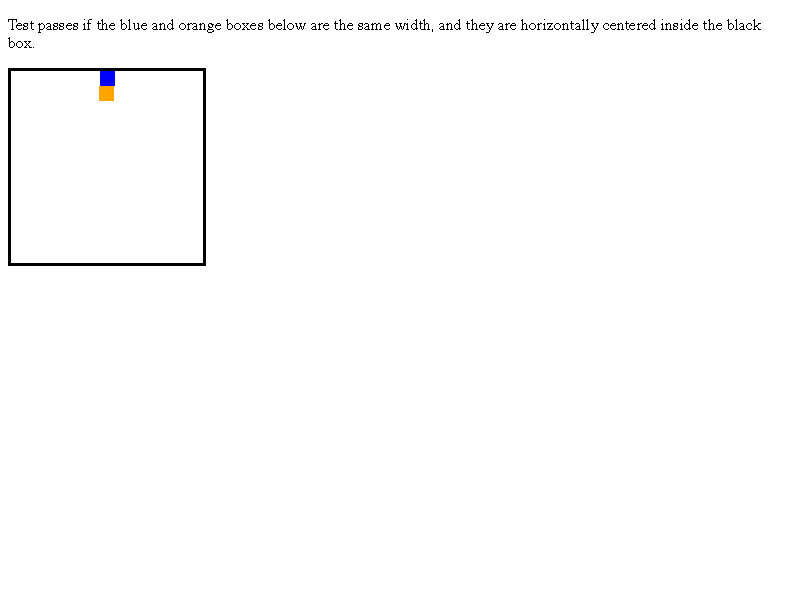 Test passes if the blue and orange boxes below are the same width, and they are horizontally centered inside the black
box.